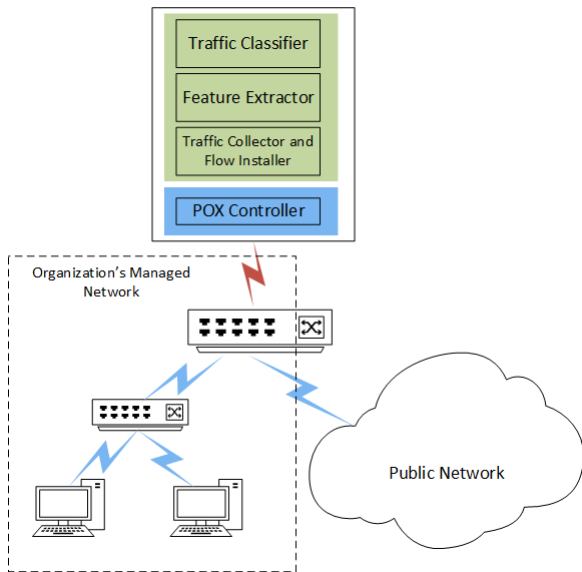 Traffic Classifier
Feature Extractor
Traffic Collector and
Flow Installer
POX Controller
Organization’s Managed
Network
Public Network